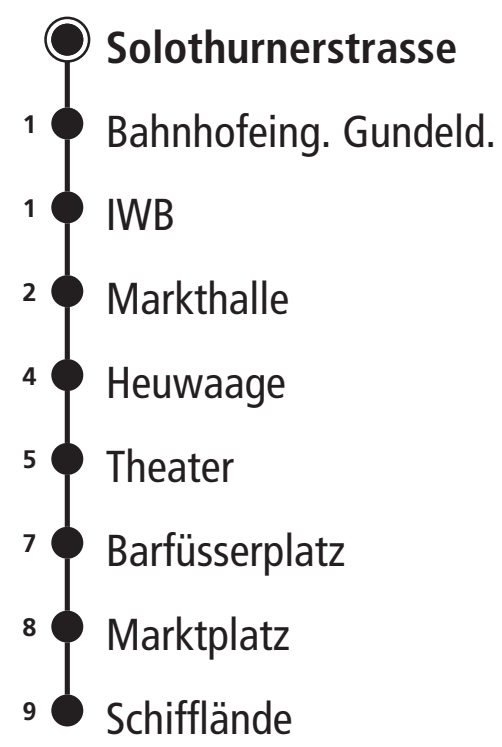 Solothurnerstrasse
1 Bahnhofeing. Gundeld.
1 IWB
2 Markthalle
4 Heuwaage
5 Theater
7 Barfüsserplatz
8 Marktplatz
9 Schifflände